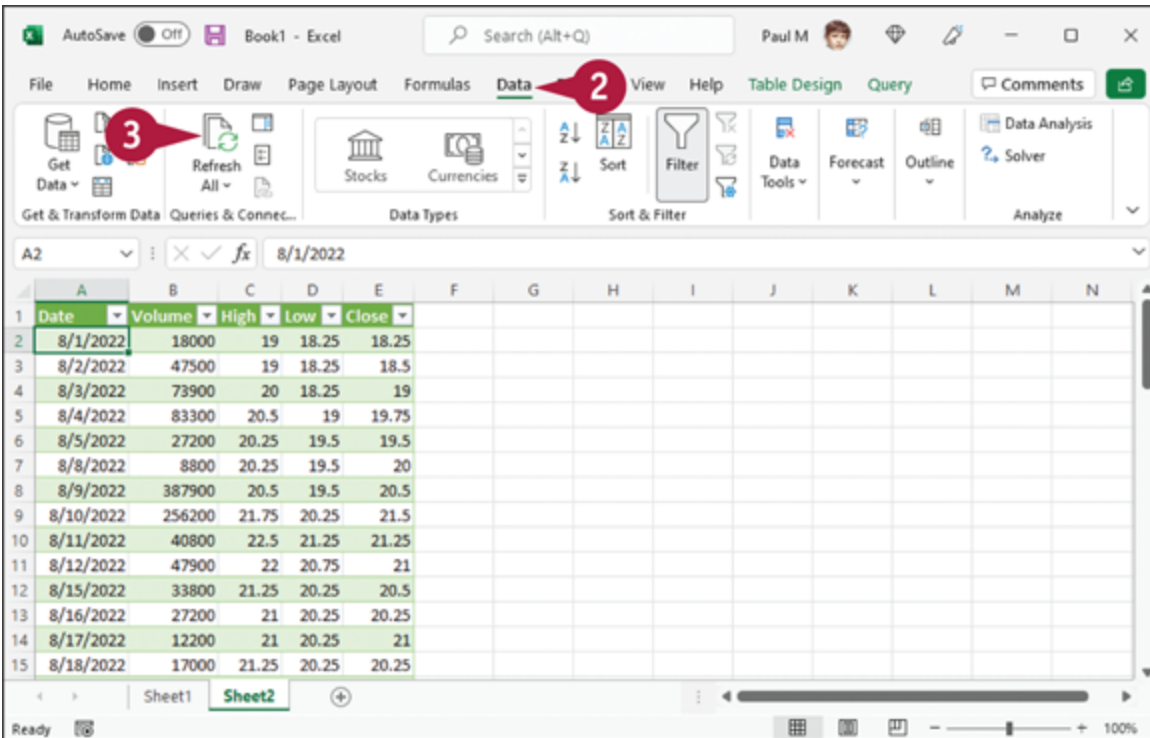 AutoSave Off Book1 - Excel Search (Alt+Q) Paul M
File Home Insert Draw Page Layout Formulas Data 2 View Help Table Design Query Comments
3
Get Data Refresh All Stocks Currencies Sort Filter Data Tools Forecast Outline Data Analysis
Solver
Get & Transform Data Queries & Connec... Data Types Sort & Filter Analyze
A2 fx 8/1/2022
A B C D E F G H I J K L M N
1 Date Volume High Low Close
2 8/1/2022 18000 19 18.25 18.25
3 8/2/2022 47500 19 18.25 18.5
4 8/3/2022 73900 20 18.25 19
5 8/4/2022 83300 20.5 19 19.75
6 8/5/2022 27200 20.25 19.5 19.5
7 8/8/2022 8800 20.25 19.5 20
8 8/9/2022 387900 20.5 19.5 20.5
9 8/10/2022 256200 21.75 20.25 21.5
10 8/11/2022 40800 22.5 21.25 21.25
11 8/12/2022 47900 22 20.75 21
12 8/15/2022 33800 21.25 20.25 20.5
13 8/16/2022 27200 21 20.25 20.25
14 8/17/2022 12200 21 20.25 21
15 8/18/2022 17000 21.25 20.25 20.25
Sheet1 Sheet2
Ready 100%